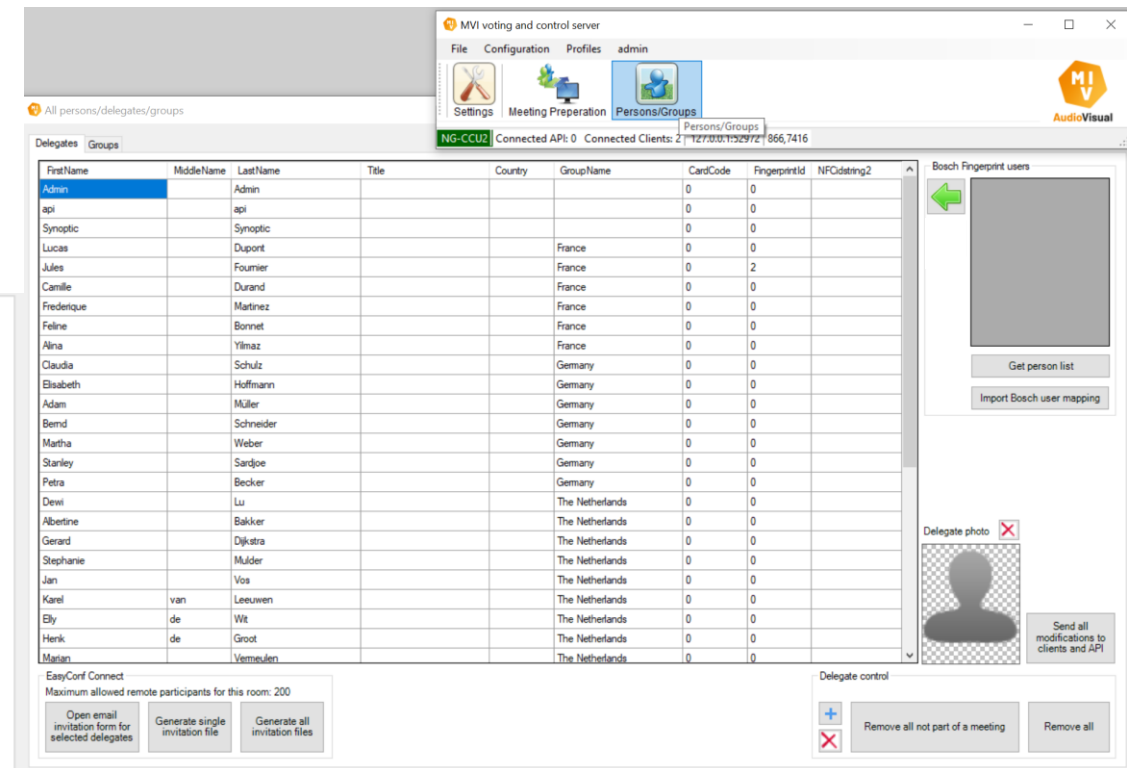 MVI voting and control server
File Configuration Profiles admin
Settings Meeting Preperation Persons/Groups
MIV
AudioVisual
Persons/Groups
NG-CCU2 Connected API: 0 Connected Clients: 2 127.0.0.1:52972 866,7416
All persons/delegates/groups
Delegates Groups
FirstName MiddleName LastName Title Country GroupName CardCode FingerprintId NFCidstring2
Admin Admin 0 0
api api 0 0
Synoptic Synoptic 0 0
Lucas Dupont France 0 0
Jules Fournier France 0 2
Camille Durand France 0 0
Frederique Martinez France 0 0
Feline Bonnet France 0 0
Alina Yilmaz France 0 0
Claudia Schulz Germany 0 0
Elisabeth Hoffmann Germany 0 0
Adam Müller Germany 0 0
Bernd Schneider Germany 0 0
Martha Weber Germany 0 0
Stanley Sardjoe Germany 0 0
Petra Becker Germany 0 0
Dewi Lu The Netherlands 0 0
Albertine Bakker The Netherlands 0 0
Gerard Dijkstra The Netherlands 0 0
Stephanie Mulder The Netherlands 0 0
Jan Vos The Netherlands 0 0
Karel van Leeuwen The Netherlands 0 0
Elly de Wit The Netherlands 0 0
Henk de Groot The Netherlands 0 0
Marian Vermeulen The Netherlands 0 0
Bosch Fingerprint users
Get person list
Import Bosch user mapping
Delegate photo
Send all
modifications to
clients and API
EasyConf Connect
Maximum allowed remote participants for this room: 200
Open email
invitation form for
selected delegates
Generate single
invitation file
Generate all
invitation files
Delegate control
Remove all not part of a meeting
Remove all